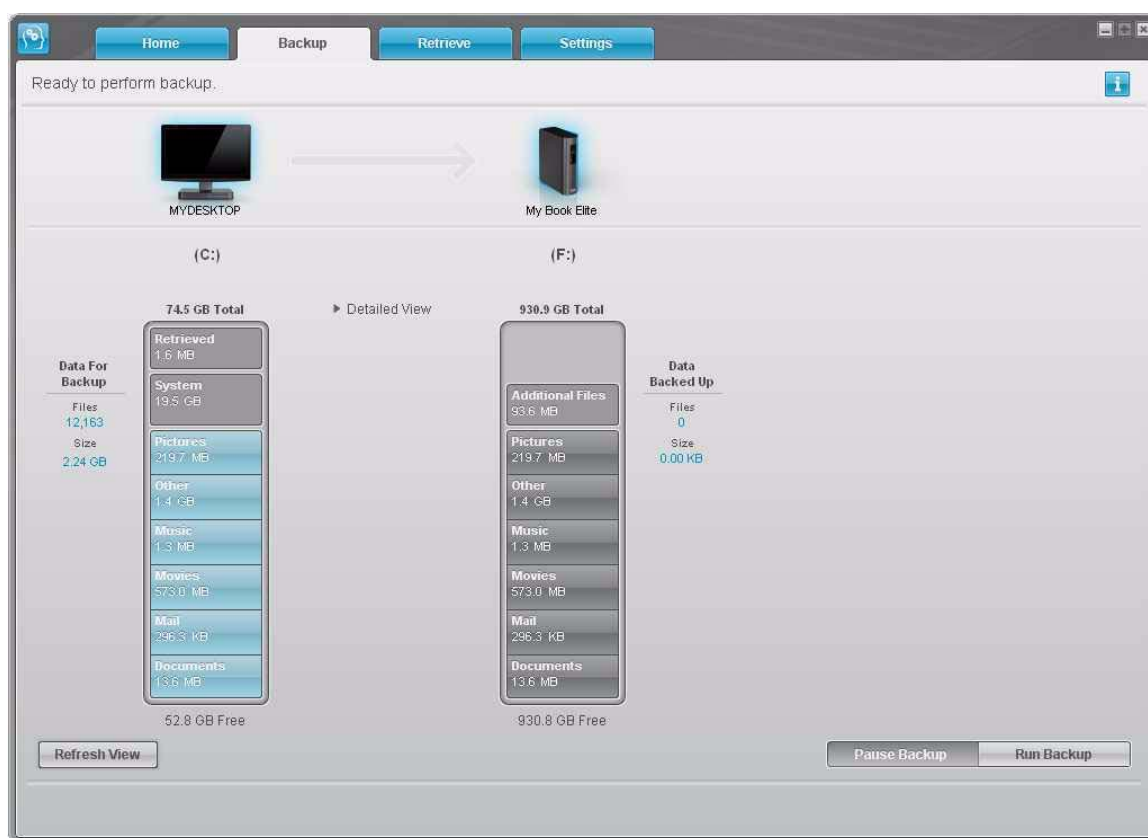 Home
Backup
Retrieve
Settings
Ready to perform backup.
MYDESKTOP
My Book Elite
(C:)
(F:)
74.5 GB Total
Detailed View
930.9 GB Total
Data For
Backup
Files
12,163
Size
2.24 GB
Retrieved
1.6 MB
System
19.5 GB
Pictures
219.7 MB
Other
1.4 GB
Music
1.3 MB
Movies
573.0 MB
Mail
296.3 KB
Documents
13.6 MB
52.8 GB Free
Additional Files
93.6 MB
Pictures
219.7 MB
Other
1.4 GB
Music
1.3 MB
Movies
573.0 MB
Mail
296.3 KB
Documents
13.6 MB
930.8 GB Free
Data
Backed Up
Files
0
Size
0.00 KB
Refresh View
Pause Backup
Run Backup